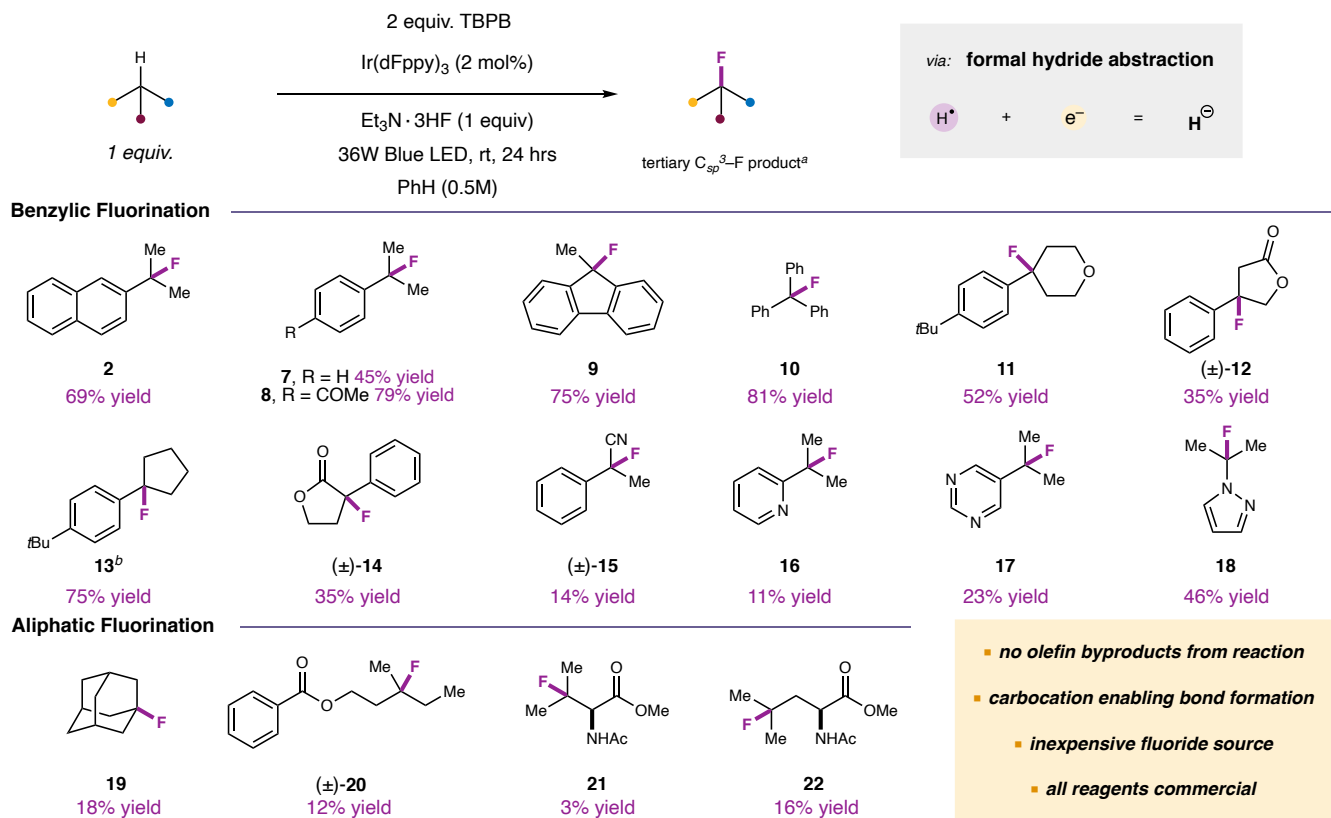 2 equiv. TBPB
Ir(dFppy)₃ (2 mol%)
Et₃N · 3HF (1 equiv)
36W Blue LED, rt, 24 hrs
PhH (0.5M)
H
1 equiv.
F
tertiary C_sp³–F productᵃ
via: formal hydride abstraction
H• + e⁻ = H⊖
Benzylic Fluorination
Me
F
Me
2
69% yield
Me
F
Me
R
7, R = H 45% yield
8, R = COMe 79% yield
Me
F
9
75% yield
Ph
F
Ph
Ph
10
81% yield
F
O
tBu
11
52% yield
O
O
F
(±)-12
35% yield
F
tBu
13ᵇ
75% yield
O
O
F
(±)-14
35% yield
CN
F
Me
(±)-15
14% yield
Me
F
Me
N
16
11% yield
Me
F
Me
N
N
17
23% yield
F
Me
Me
N
N
18
46% yield
Aliphatic Fluorination
F
19
18% yield
O
O
Me
F
Me
(±)-20
12% yield
Me
O
F
Me
OMe
NHAc
21
3% yield
O
Me
F
OMe
Me
NHAc
22
16% yield
▪ no olefin byproducts from reaction
▪ carbocation enabling bond formation
▪ inexpensive fluoride source
▪ all reagents commercial